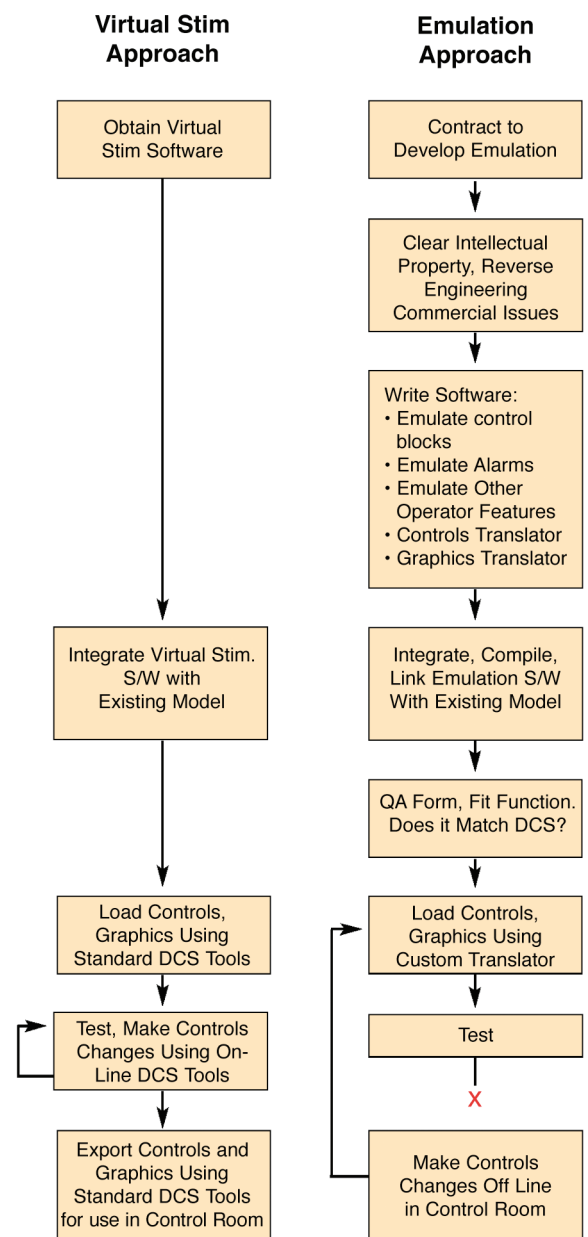 Virtual Stim
Approach
Obtain Virtual
Stim Software
Integrate Virtual Stim.
S/W with
Existing Model
Load Controls,
Graphics Using
Standard DCS Tools
Test, Make Controls
Changes Using On-
Line DCS Tools
Export Controls and
Graphics Using
Standard DCS Tools
for use in Control Room
Emulation
Approach
Contract to
Develop Emulation
Clear Intellectual
Property, Reverse
Engineering
Commercial Issues
Write Software:
• Emulate control
blocks
• Emulate Alarms
• Emulate Other
Operator Features
• Controls Translator
• Graphics Translator
Integrate, Compile,
Link Emulation S/W
With Existing Model
QA Form, Fit Function.
Does it Match DCS?
Load Controls,
Graphics Using
Custom Translator
Test
X
Make Controls
Changes Off Line
in Control Room